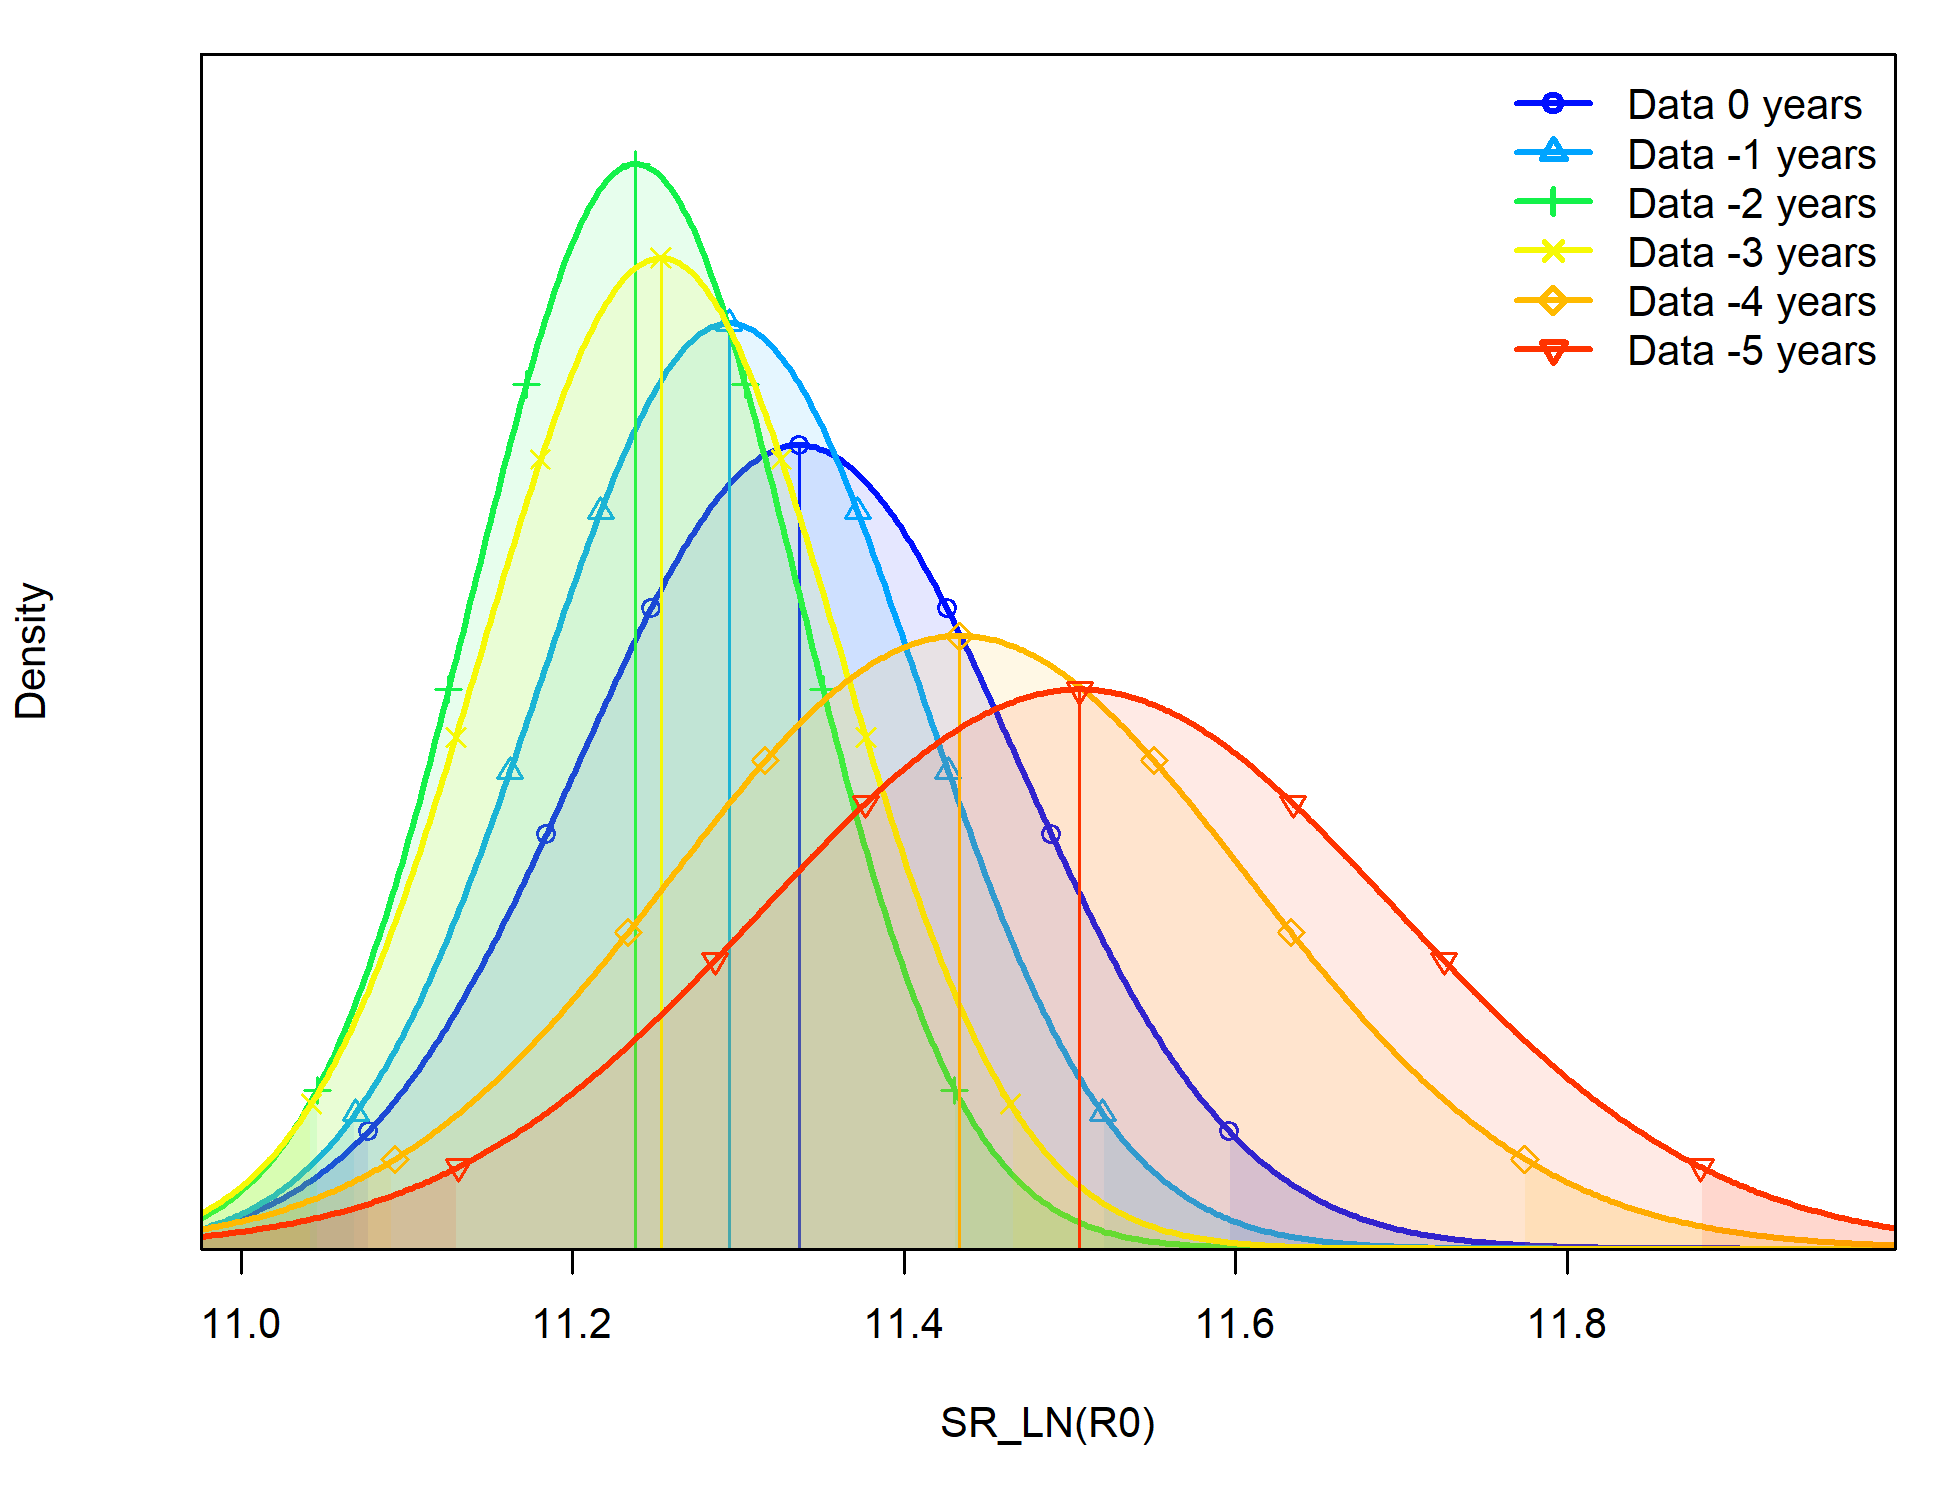 Data 0 years
Data -1 years
Data -2 years
Data -3 years
Data -4 years
Data -5 years
Density
11.0 11.2 11.4 11.6 11.8
SR_LN(R0)